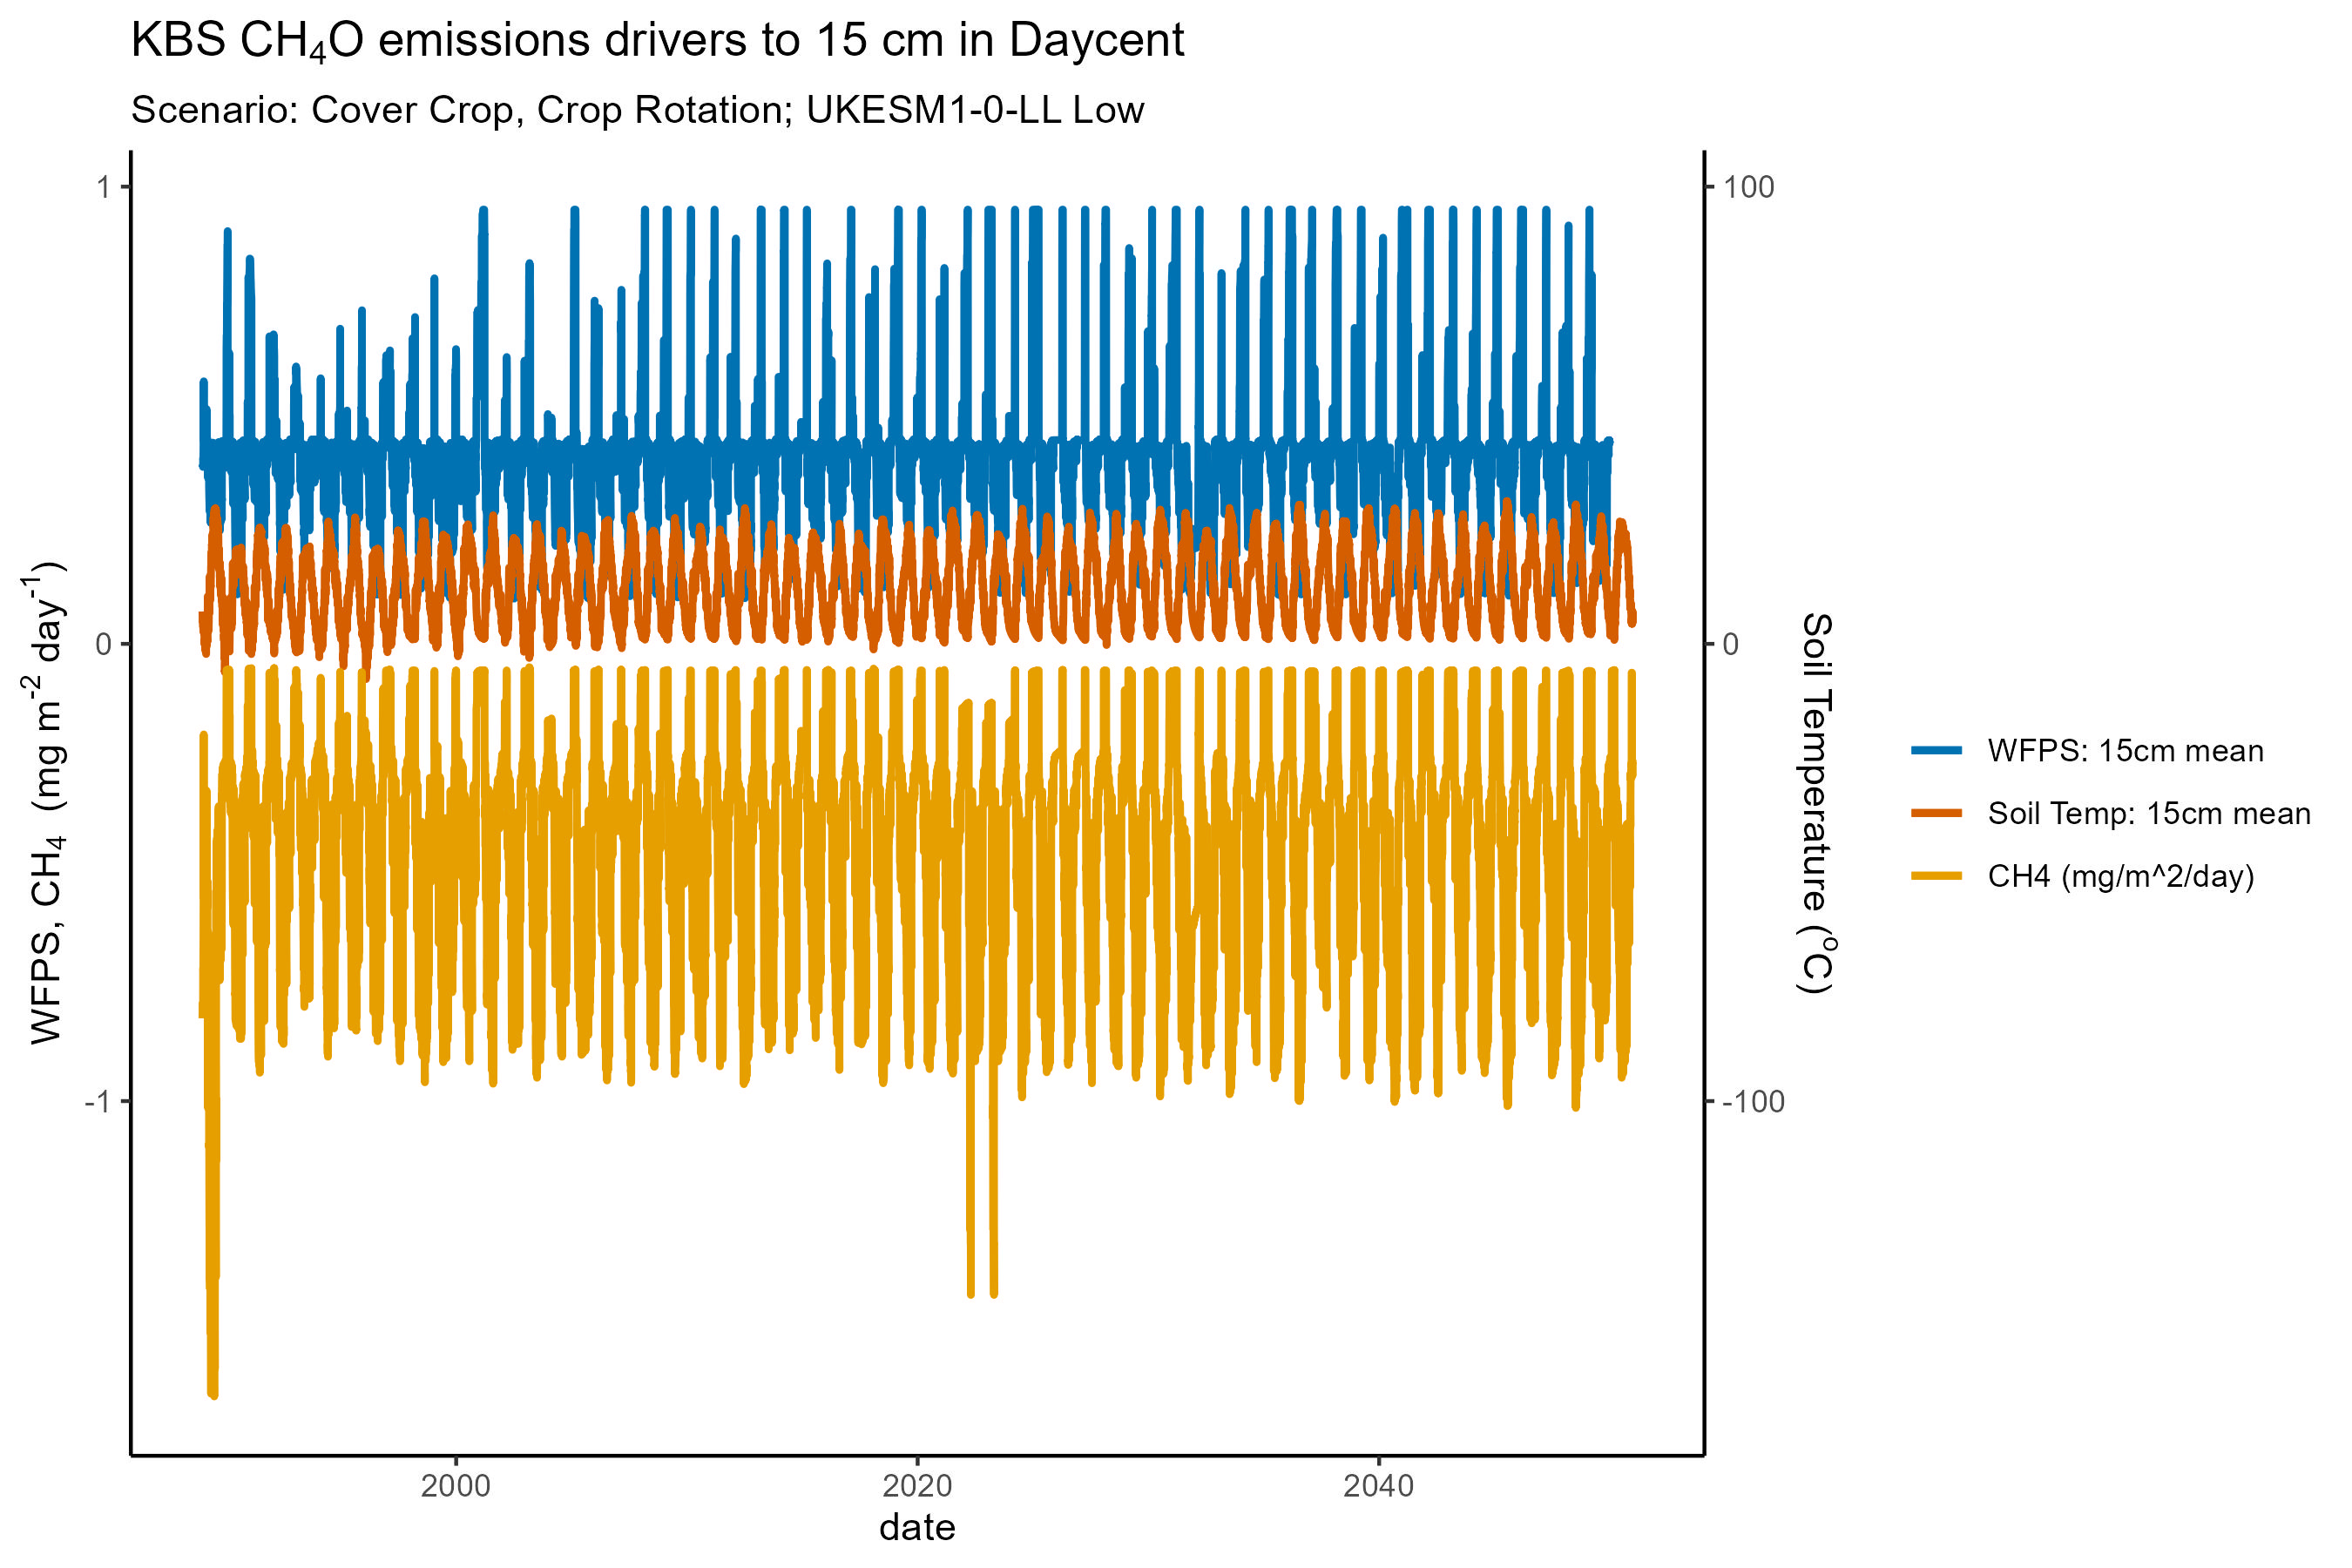 KBS CH₄O emissions drivers to 15 cm in Daycent
Scenario: Cover Crop, Crop Rotation; UKESM1-0-LL Low
WFPS, CH₄ (mg m⁻² day⁻¹)
1
0
-1
100
0
-100
Soil Temperature (°C)
WFPS: 15cm mean
Soil Temp: 15cm mean
CH4 (mg/m^2/day)
2000
2020
2040
date